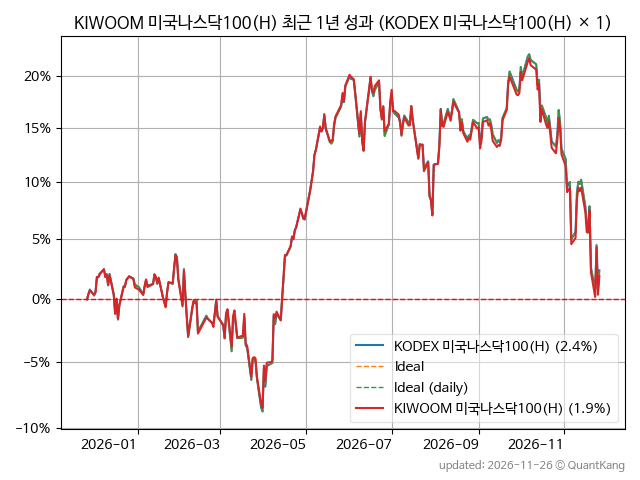 KIWOOM 미국나스닥100(H) 최근 1년 성과 (KODEX 미국나스닥100(H) × 1)
20%
15%
10%
5%
0%
−5%
−10%
KODEX 미국나스닥100(H) (2.4%)
Ideal
Ideal (daily)
KIWOOM 미국나스닥100(H) (1.9%)
2026-01 2026-03 2026-05 2026-07 2026-09 2026-11
updated: 2026-11-26 © QuantKang